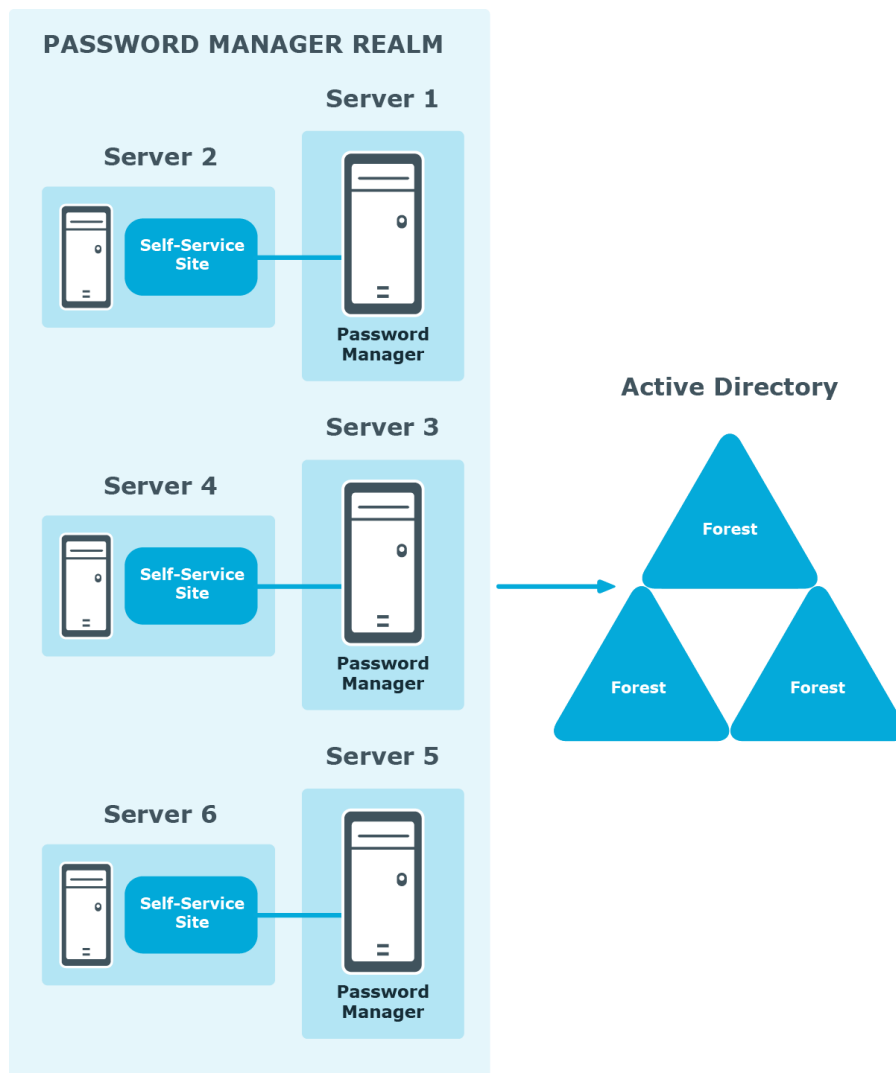 PASSWORD MANAGER REALM
Server 1
Server 2
Self-Service
Site
Password
Manager
Server 3
Server 4
Self-Service
Site
Password
Manager
Server 5
Server 6
Self-Service
Site
Password
Manager
Active Directory
Forest
Forest
Forest